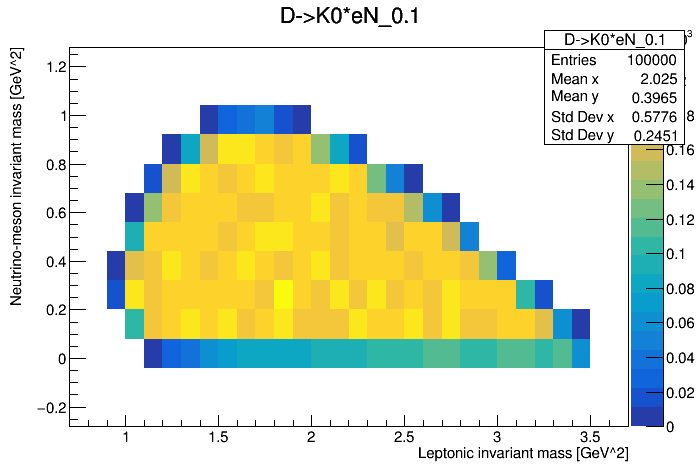 D->K0*eN_0.1
D->K0*eN_0.1
Entries 100000
Mean x 2.025
Mean y 0.3965
Std Dev x 0.5776
Std Dev y 0.2451
Neutrino-meson invariant mass [GeV^2]
1.2
1
0.8
0.6
0.4
0.2
0
−0.2
1 1.5 2 2.5 3 3.5
Leptonic invariant mass [GeV^2]
3
8
0.16
0.14
0.12
0.1
0.08
0.06
0.04
0.02
0